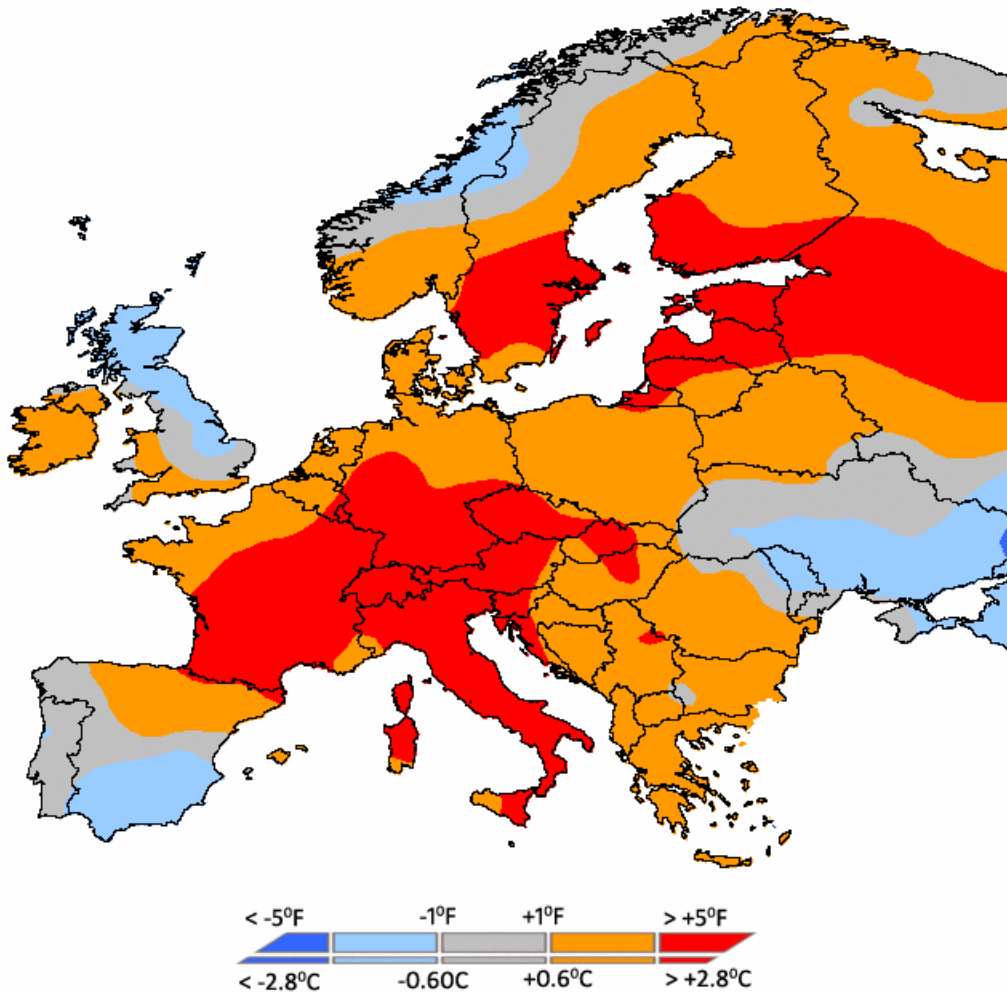 < -5⁰F -1⁰F +1⁰F > +5⁰F
< -2.8⁰C -0.60C +0.6⁰C > +2.8⁰C